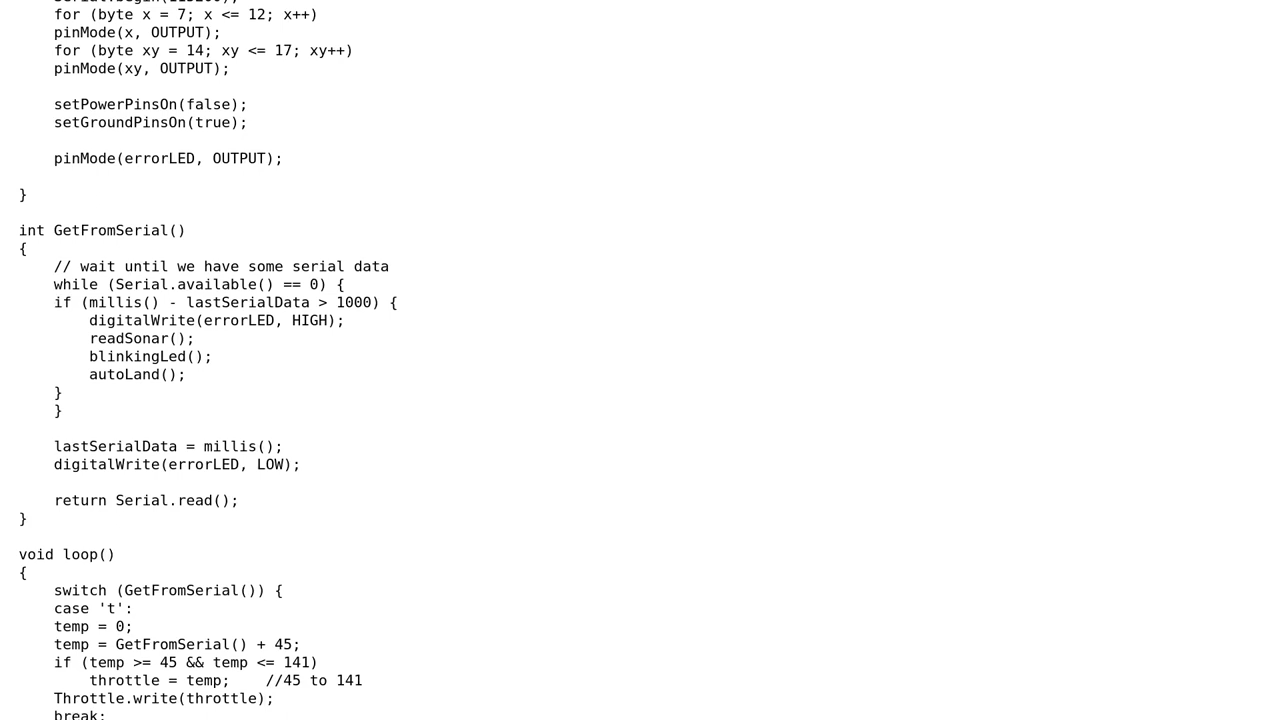 for (byte x = 7; x <= 12; x++)
pinMode(x, OUTPUT);
for (byte xy = 14; xy <= 17; xy++)
pinMode(xy, OUTPUT);
setPowerPinsOn(false);
setGroundPinsOn(true);
pinMode(errorLED, OUTPUT);
}
int GetFromSerial()
{
// wait until we have some serial data
while (Serial.available() == 0) {
if (millis() - lastSerialData > 1000) {
digitalWrite(errorLED, HIGH);
readSonar();
blinkingLed();
autoLand();
}
}
lastSerialData = millis();
digitalWrite(errorLED, LOW);
return Serial.read();
}
void loop()
{
switch (GetFromSerial()) {
case 't':
temp = 0;
temp = GetFromSerial() + 45;
if (temp >= 45 && temp <= 141)
throttle = temp;    //45 to 141
Throttle.write(throttle);
break;